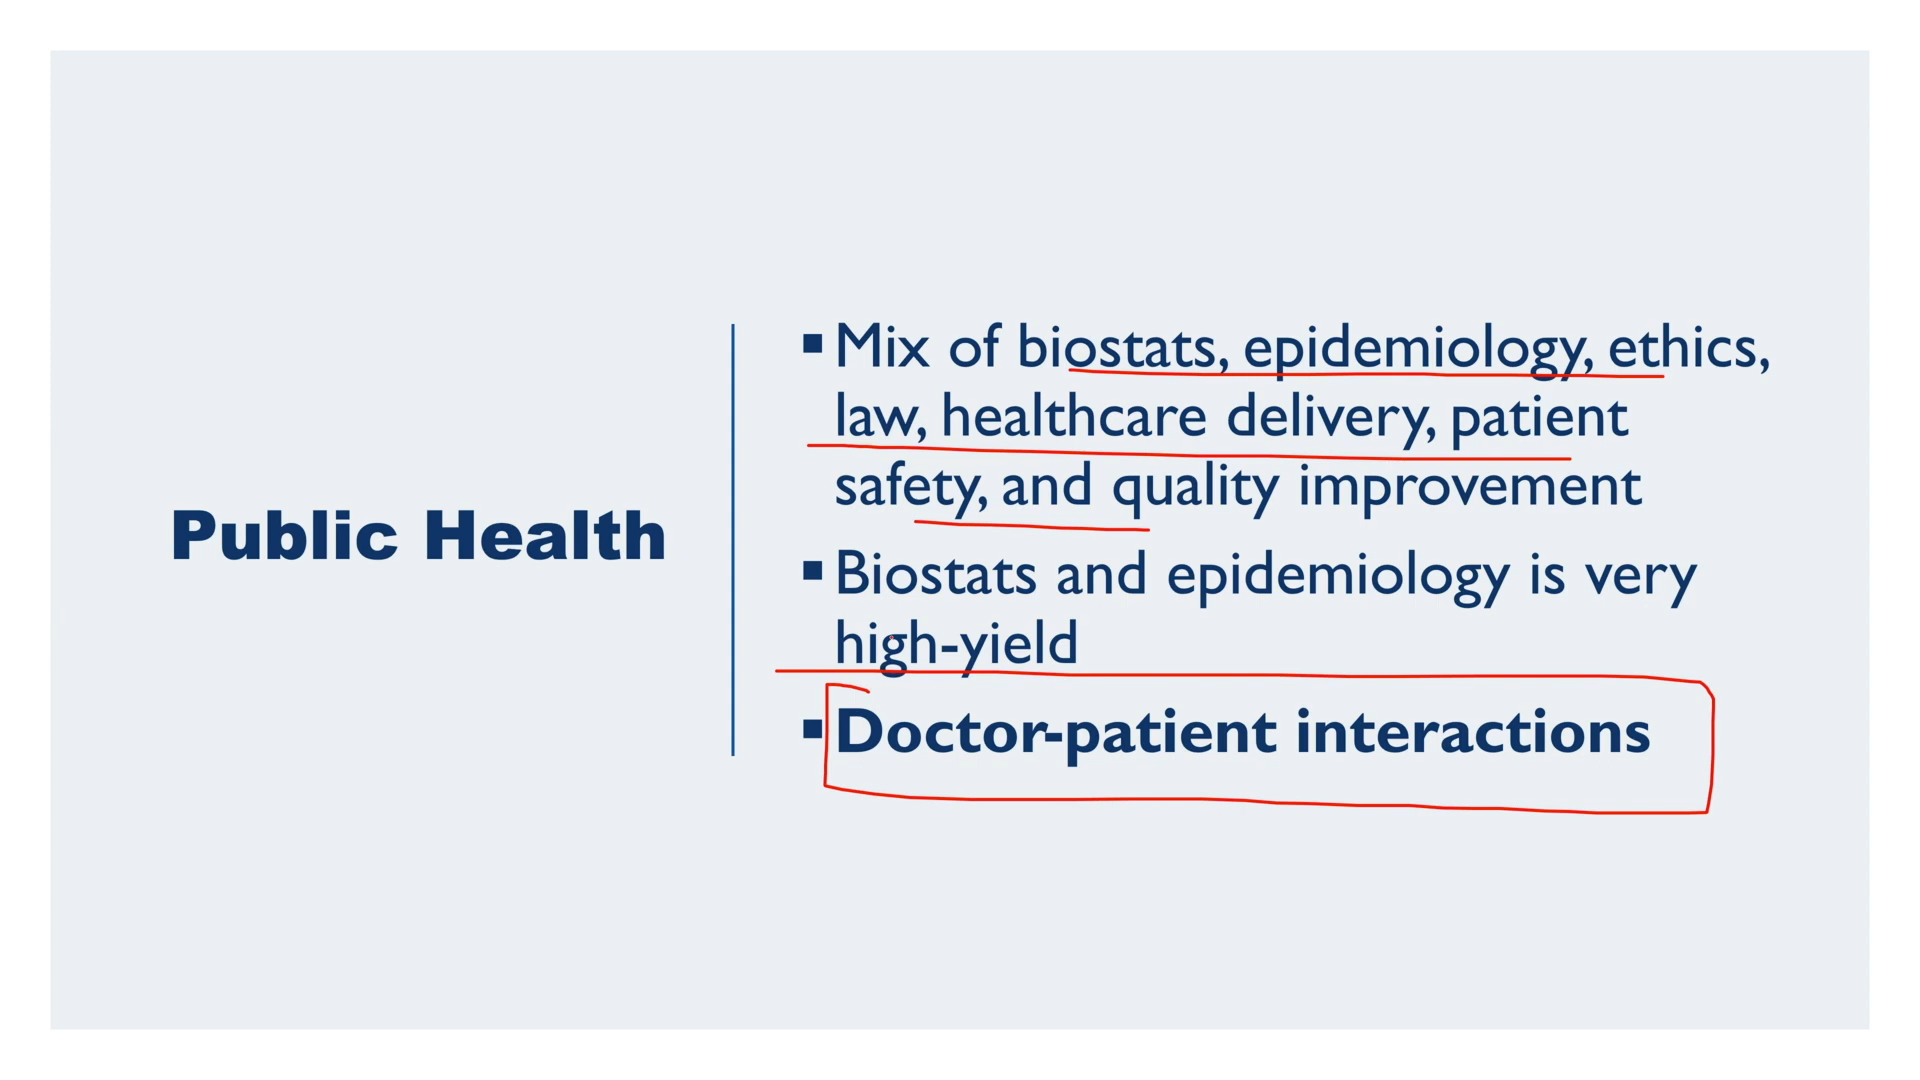 Public Health
▪ Mix of biostats, epidemiology, ethics,
law, healthcare delivery, patient
safety, and quality improvement
▪ Biostats and epidemiology is very
high-yield
▪ Doctor-patient interactions